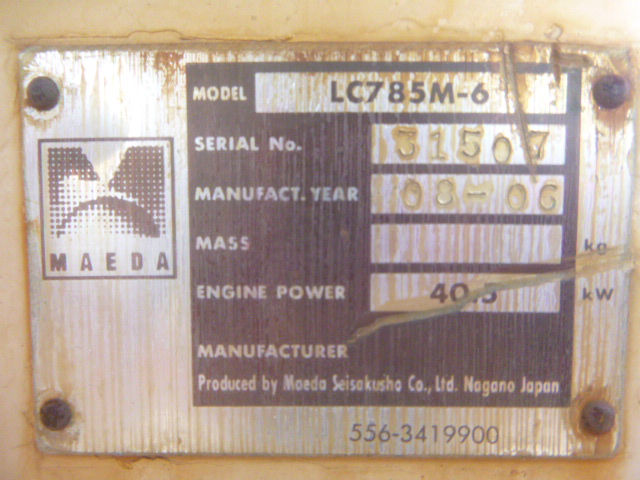 MODEL LC785M-6
SERIAL No. 31507
MANUFACT. YEAR 08-06
MASS kg
ENGINE POWER 40.5 kW
MAEDA
MANUFACTURER
Produced by Maeda Seisakusho Co., Ltd. Nagano Japan
556-3419900